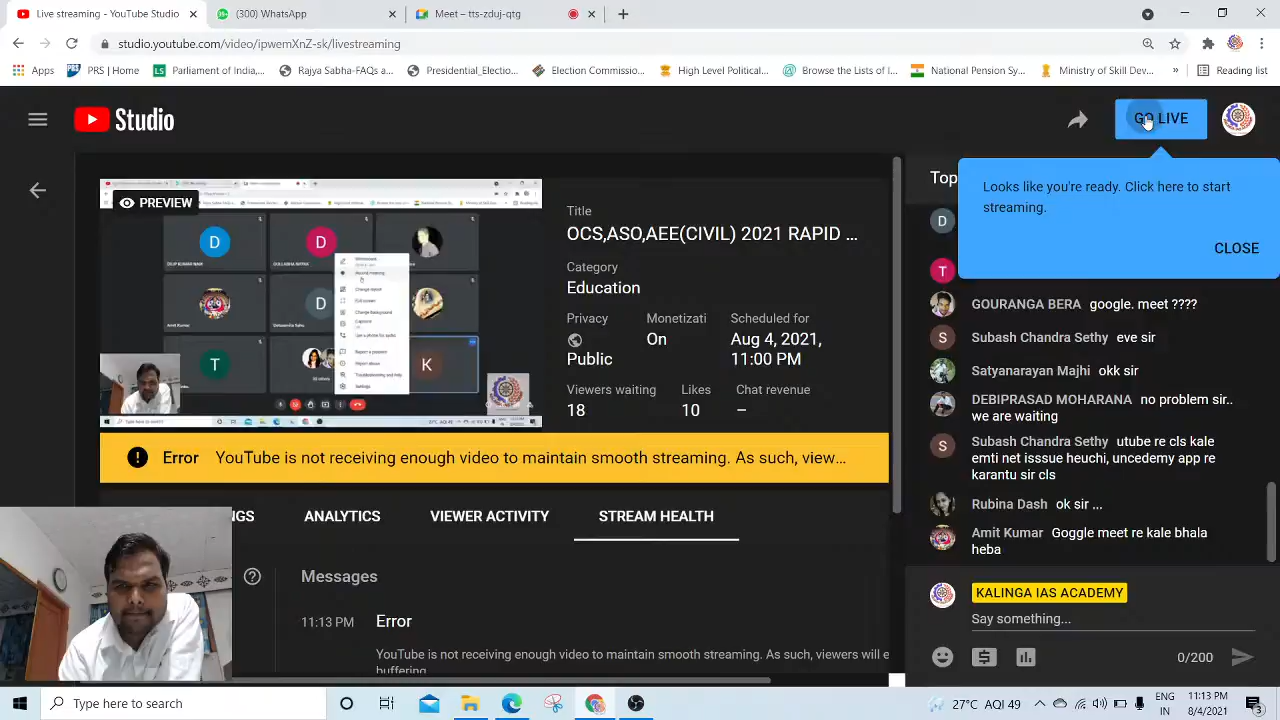 Live streaming - YouTube Studio
(300) WhatsApp
Meet – tts-zduj-qtg
studio.youtube.com/video/ipwemXnZ-sk/livestreaming
Apps
PRS | Home
Parliament of India,...
Rajya Sabha-FAQs a...
Presidential_Electio...
Election Commissio...
High Level Political...
Browse the Lists of I...
National Pension Sy...
Ministry of Skill Dev...
Reading list
Studio
GO LIVE
Looks like you're ready. Click here to start
streaming.
CLOSE
Top
PREVIEW
Title
OCS,ASO,AEE(CIVIL) 2021 RAPID ...
Category
Education
Privacy
Monetizat
Scheduled for
Public
On
Aug 4, 2021,
11:00 PM
Viewers waiting
Likes
Chat revenue
18
10
–
Error YouTube is not receiving enough video to maintain smooth streaming. As such, view...
NGS
ANALYTICS
VIEWER ACTIVITY
STREAM HEALTH
Messages
11:13 PM
Error
YouTube is not receiving enough video to maintain smooth streaming. As such, viewers will e
buffering.
GOURANGA BERA google. meet ????
Subash Chandra Sethy e sir
Satyanarayan Mahan okk sir
DEBIPRASAD DHARANA no problem sir..
we are waiting
Subash Chandra Sethy utube re cls kale
emti net isssue heuchi, uncedemy app re
karantu sir cls
Rubina Dash ok sir ...
Amit Kumar Goggle meet re kale bhala
heba
KALINGA IAS ACADEMY
Say something...
0/200
Type here to search
27°C AQI 49
ENG
IN
11:13 PM
8/4/2021
3